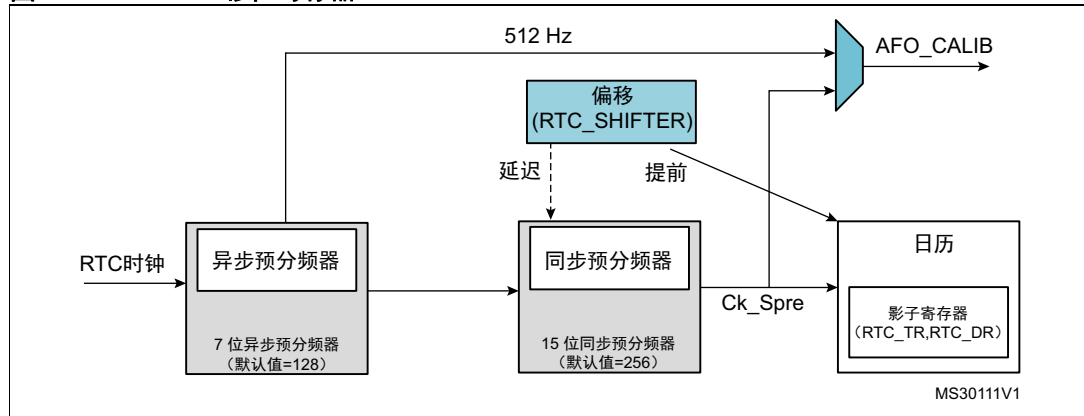 512 Hz
AFO_CALIB
偏移
(RTC_SHIFTER)
延迟
提前
RTC时钟
异步预分频器
7 位异步预分频器
（默认值=128）
同步预分频器
15 位同步预分频器
（默认值=256）
Ck_Spre
日历
影子寄存器
（RTC_TR,RTC_DR）
MS30111V1